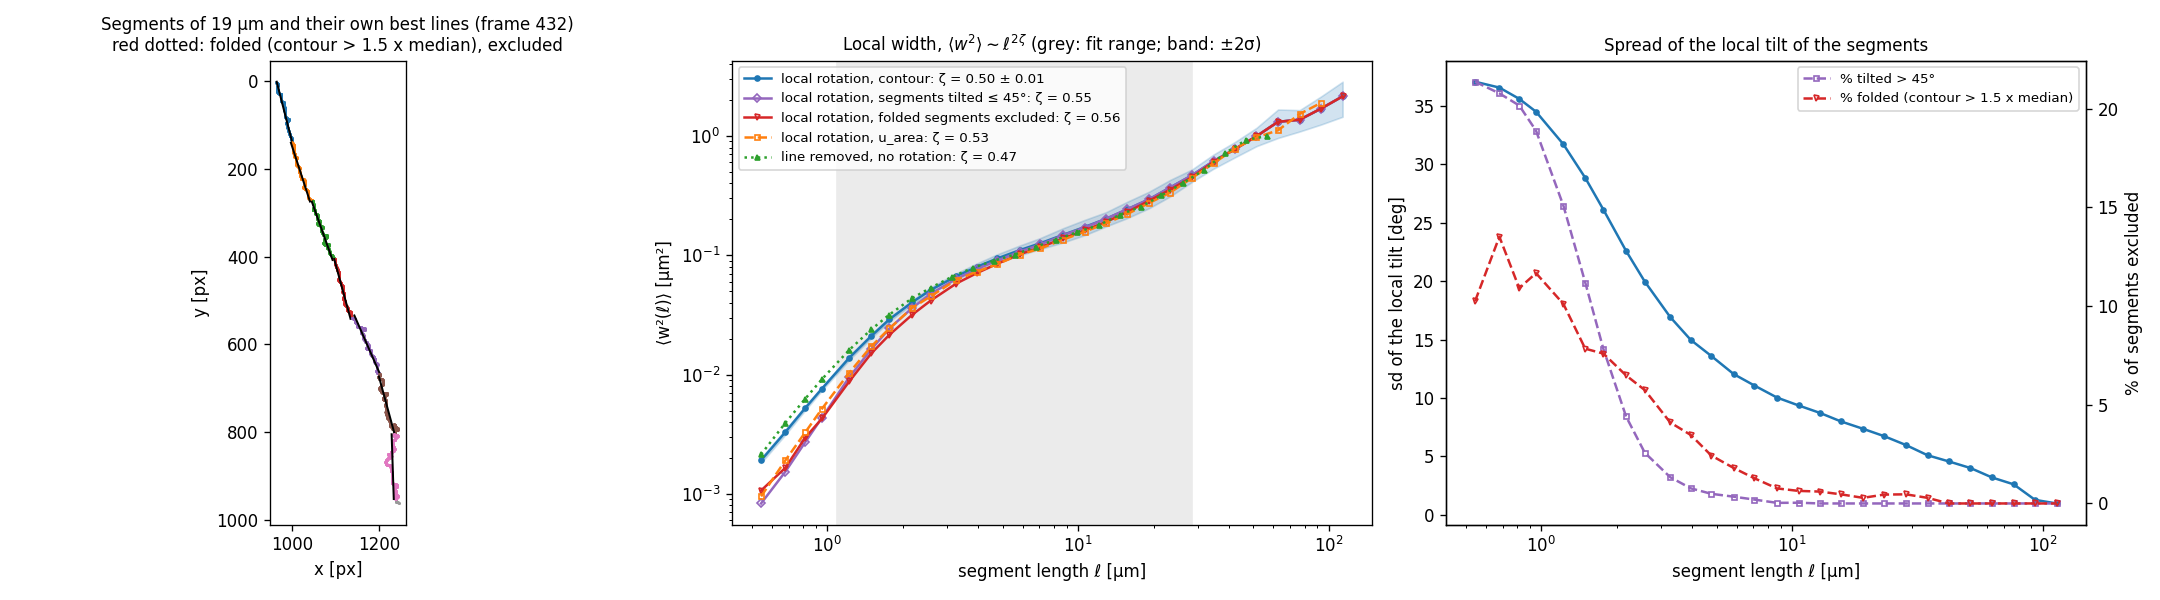 Segments of 19 µm and their own best lines (frame 432)
red dotted: folded (contour > 1.5 x median), excluded
0
200
400
600
800
1000
y [px]
1000 1200
x [px]
Local width, ⟨w²⟩ ~ ℓ²ζ (grey: fit range; band: ±2σ)
local rotation, contour: ζ = 0.50 ± 0.01
local rotation, segments tilted ≤ 45°: ζ = 0.55
local rotation, folded segments excluded: ζ = 0.56
local rotation, u_area: ζ = 0.53
line removed, no rotation: ζ = 0.47
10⁰
10⁻¹
10⁻²
10⁻³
⟨w²(ℓ)⟩ [µm²]
10⁰ 10¹ 10²
segment length ℓ [µm]
Spread of the local tilt of the segments
% tilted > 45°
% folded (contour > 1.5 x median)
35
30
25
20
15
10
5
0
sd of the local tilt [deg]
20
15
10
5
0
% of segments excluded
10⁰ 10¹ 10²
segment length ℓ [µm]